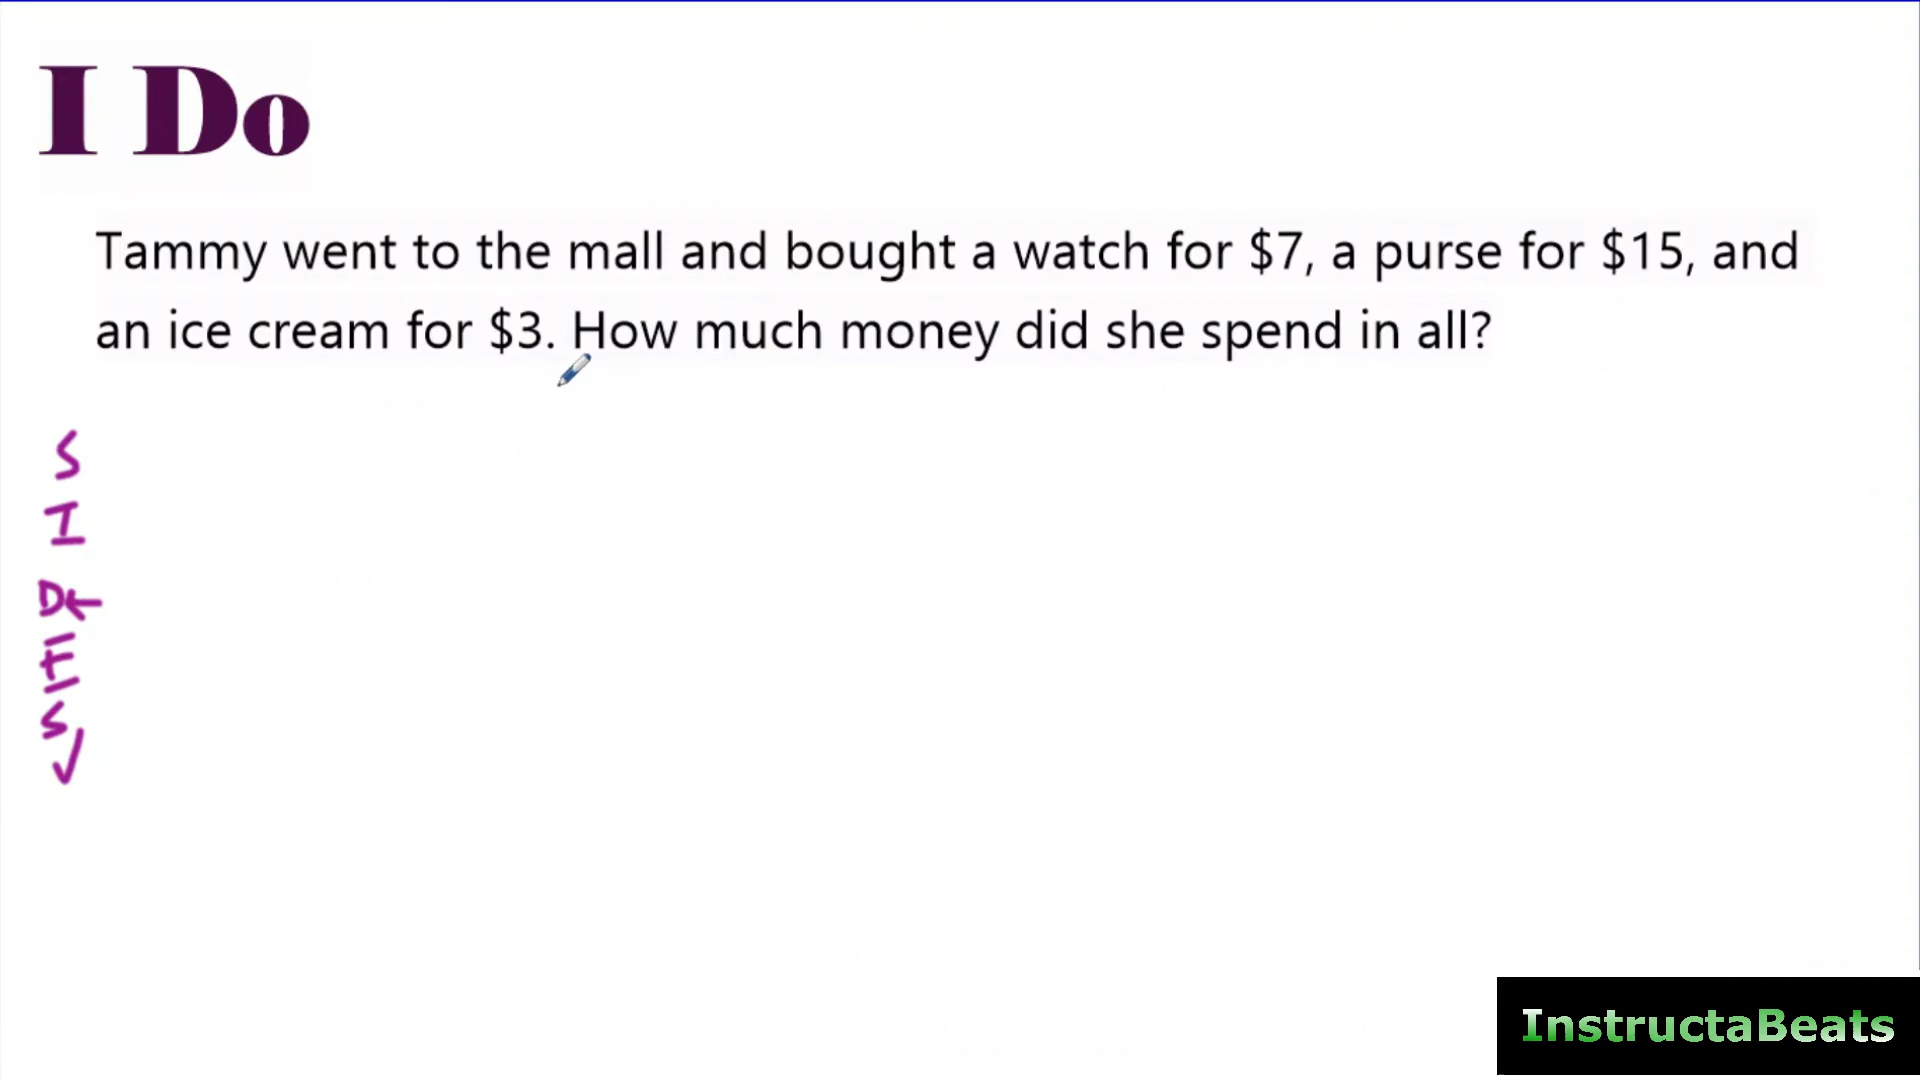 I Do
Tammy went to the mall and bought a watch for $7, a purse for $15, and
an ice cream for $3. How much money did she spend in all?
S
I
D←
E
S
✓
InstructaBeats